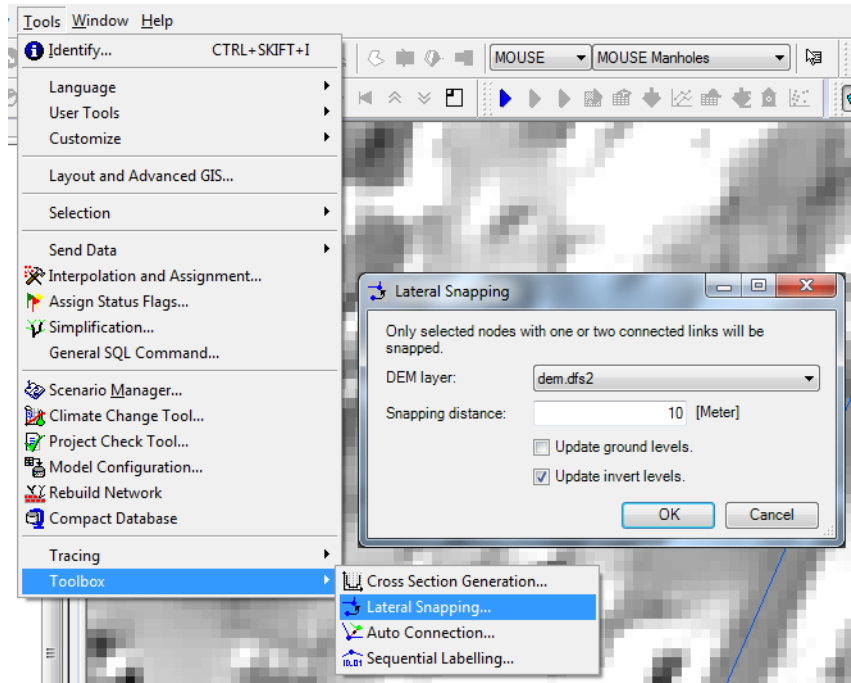 Tools Window Help
Identify... CTRL+SKIFT+I
MOUSE MOUSE Manholes
Language
User Tools
Customize
Layout and Advanced GIS...
Selection
Send Data
Interpolation and Assignment...
Assign Status Flags...
Simplification...
General SQL Command...
Scenario Manager...
Climate Change Tool...
Project Check Tool...
Model Configuration...
Rebuild Network
Compact Database
Tracing
Toolbox
Cross Section Generation...
Lateral Snapping...
Auto Connection...
Sequential Labelling...
Lateral Snapping
Only selected nodes with one or two connected links will be
snapped.
DEM layer: dem.dfs2
Snapping distance: 10 [Meter]
Update ground levels.
Update invert levels.
OK Cancel